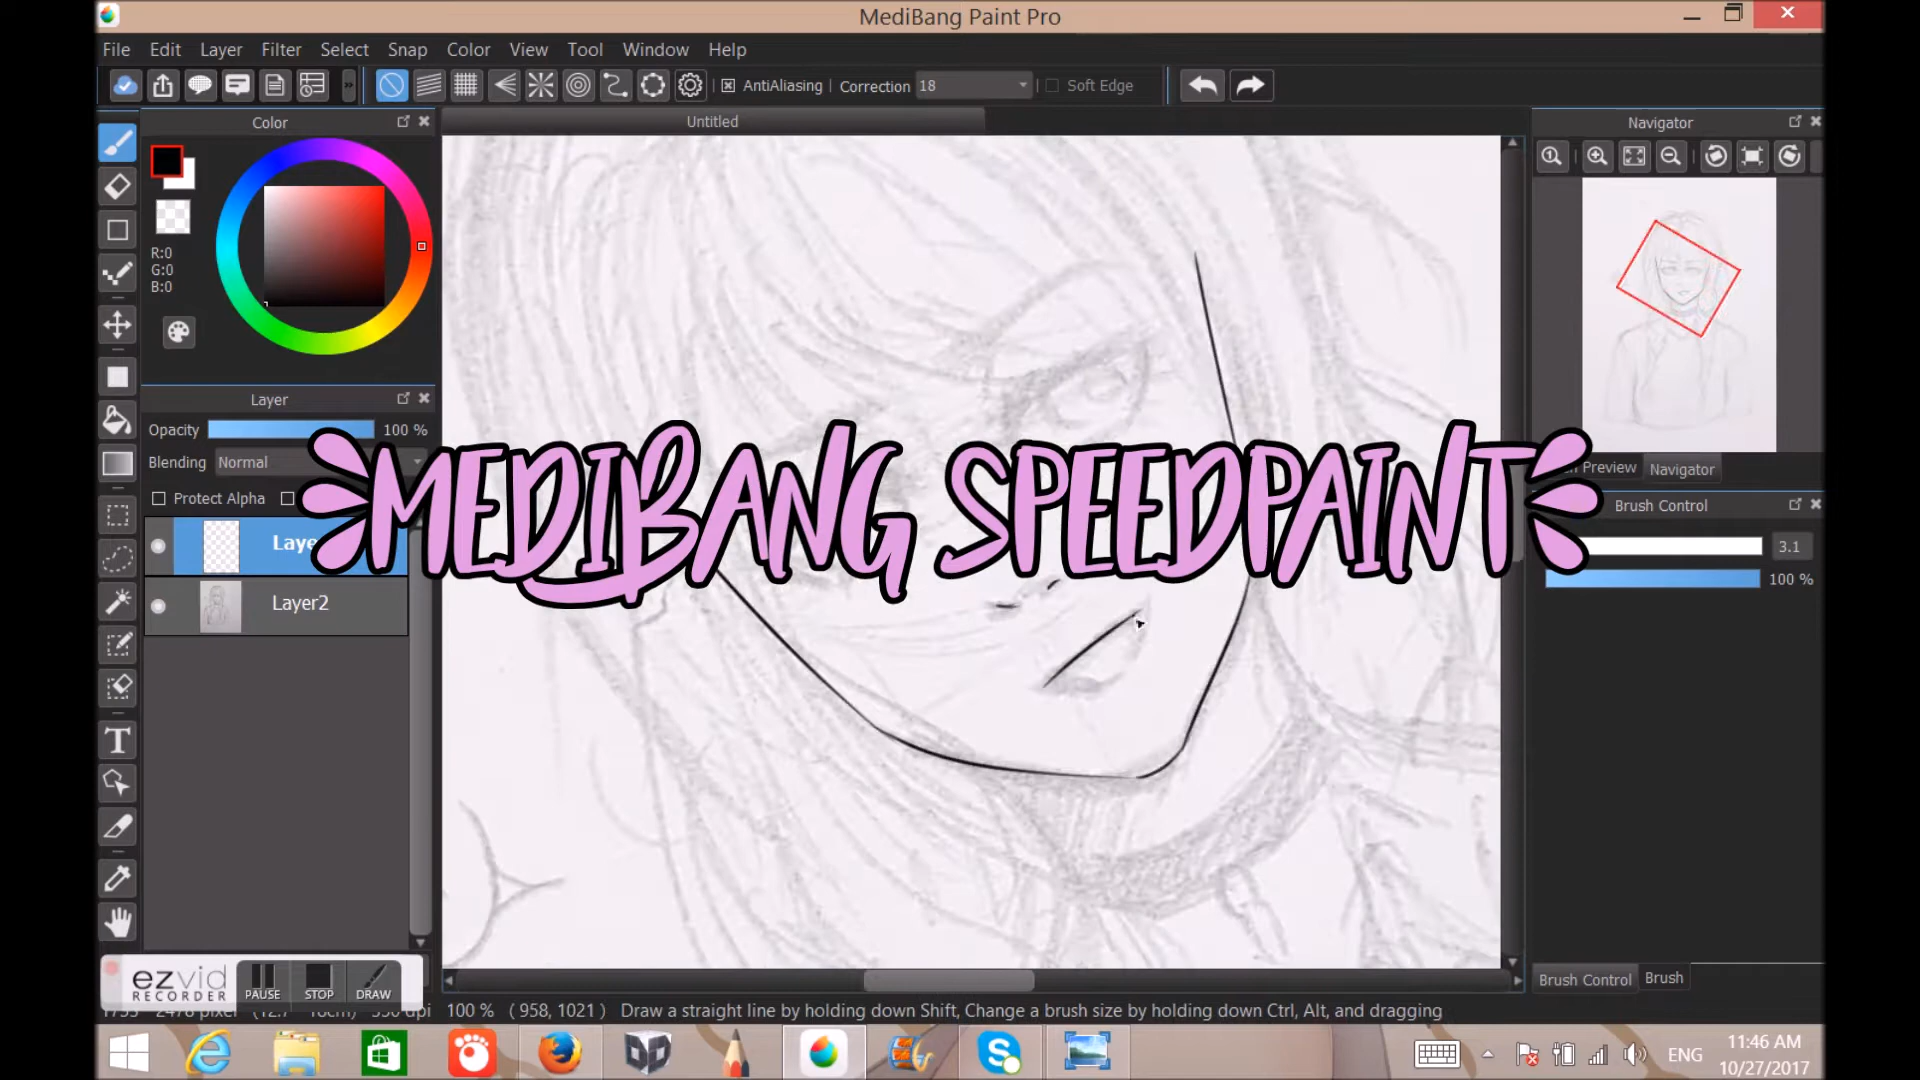 MediBang Paint Pro
File Edit Layer Filter Select Snap Color View Tool Window Help
AntiAliasing Correction 18 Soft Edge
Color
Untitled
Navigator
R:0
G:0
B:0
Layer
Opacity 100 %
Blending Normal
Protect Alpha
MEDIBANG SPEEDPAINT
Preview Navigator
Brush Control
3.1
100 %
Layer2
ezvid
RECORDER
PAUSE STOP DRAW
Brush Control Brush
100 % ( 958, 1021 ) Draw a straight line by holding down Shift, Change a brush size by holding down Ctrl, Alt, and dragging
ENG
11:46 AM
10/27/2017